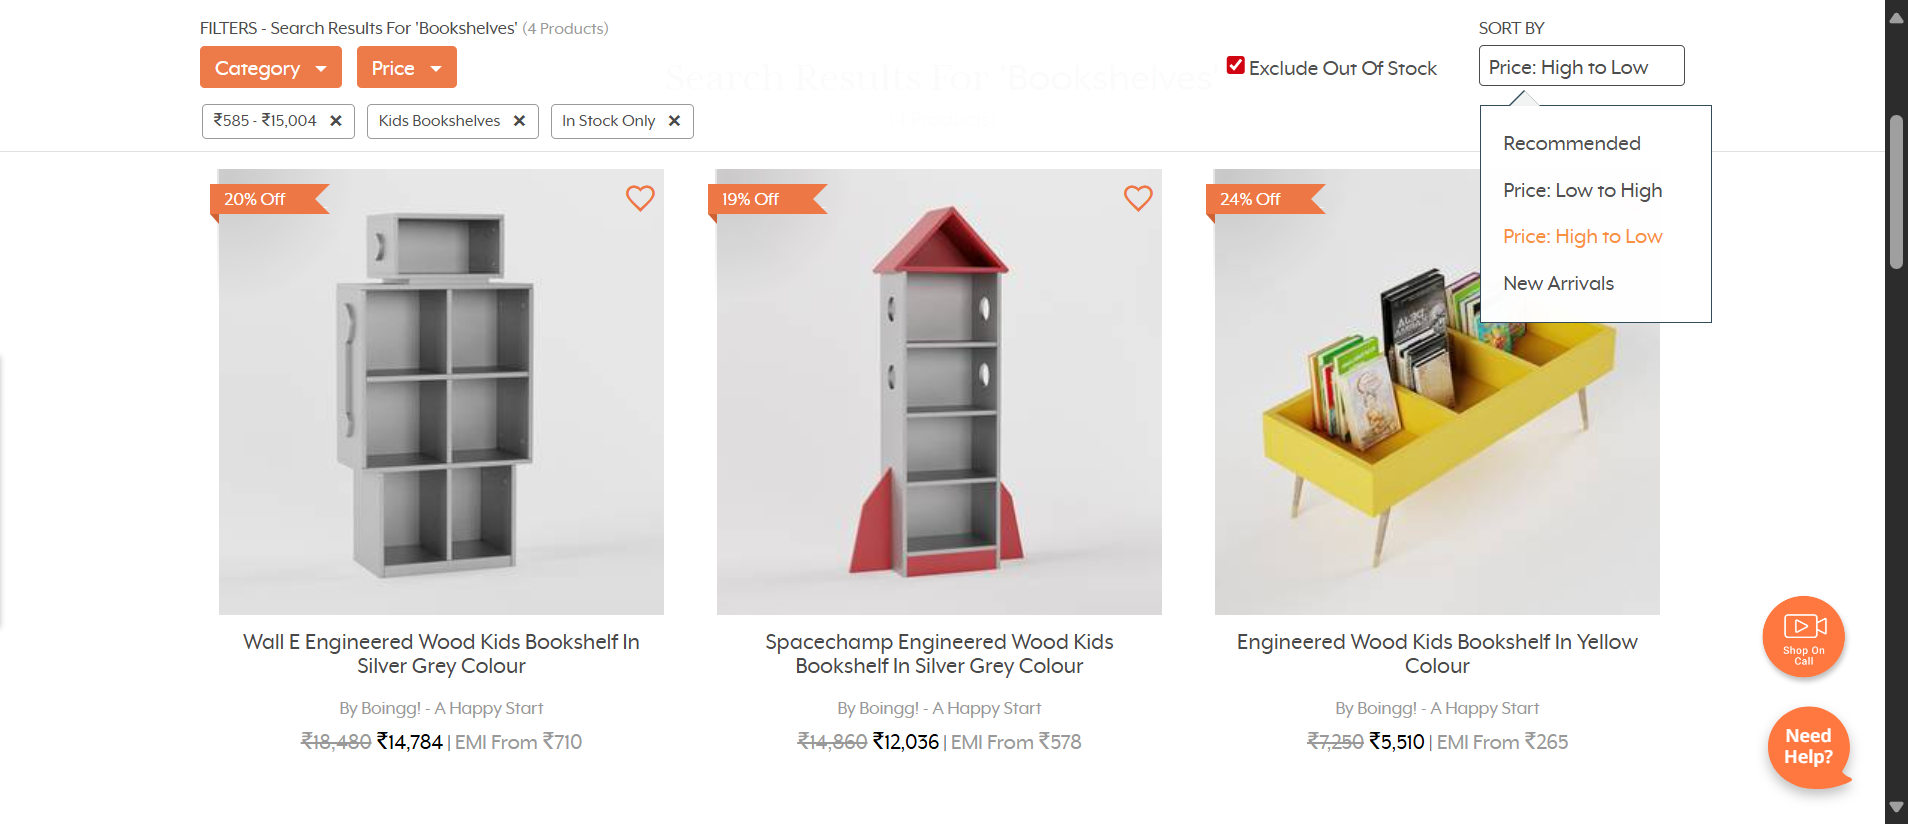 FILTERS - Search Results For 'Bookshelves' (4 Products)
SORT BY
Category
Price
Exclude Out Of Stock
Price: High to Low
₹585 - ₹15,004 ✕
Kids Bookshelves ✕
In Stock Only ✕
Recommended
Price: Low to High
Price: High to Low
New Arrivals
Search Results For 'Bookshelves'
20% Off
19% Off
24% Off
Wall E Engineered Wood Kids Bookshelf In
Silver Grey Colour
By Boingg! - A Happy Start
₹18,480 ₹14,784 | EMI From ₹710
Spacechamp Engineered Wood Kids
Bookshelf In Silver Grey Colour
By Boingg! - A Happy Start
₹14,860 ₹12,036 | EMI From ₹578
Engineered Wood Kids Bookshelf In Yellow
Colour
By Boingg! - A Happy Start
₹7,250 ₹5,510 | EMI From ₹265
Shop On
Call
Need
Help?